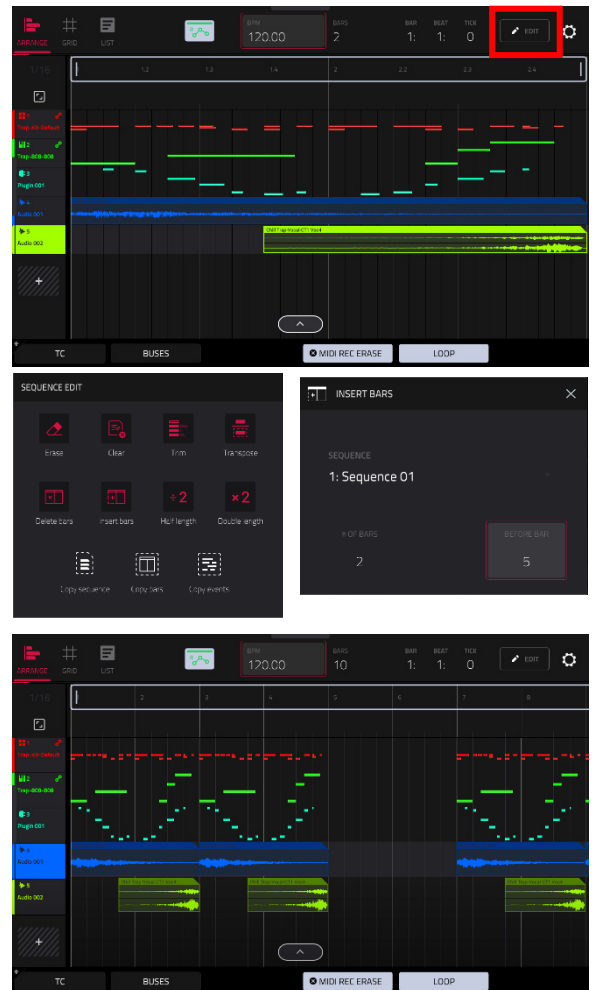 BPM
BARS
BAR BEAT TICK
120.00 2 1: 1: 0 EDIT
ARRANGE GRID LIST
1/16 1 1.2 1.3 1.4 2 2.2 2.3 2.4
1
Trap-Kit-Default
2
Trap-808-808
3
Plugin 001
4
Audio 001
5
Audio 002
+
TC BUSES MIDI REC ERASE LOOP
SEQUENCE EDIT
Erase Clear Trim Transpose
÷2 ×2
Delete bars Insert bars Half length Double length
Copy sequence Copy bars Copy events
INSERT BARS
SEQUENCE
1: Sequence 01
# OF BARS BEFORE BAR
2 5
BPM BARS BAR BEAT TICK
120.00 10 1: 1: 0 EDIT
ARRANGE GRID LIST
1/16 1 2 3 4 5 6 7 8
1
Trap-Kit-Default
2
Trap-808-808
3
Plugin 001
4
Audio 001
5
Audio 002
+
TC BUSES MIDI REC ERASE LOOP